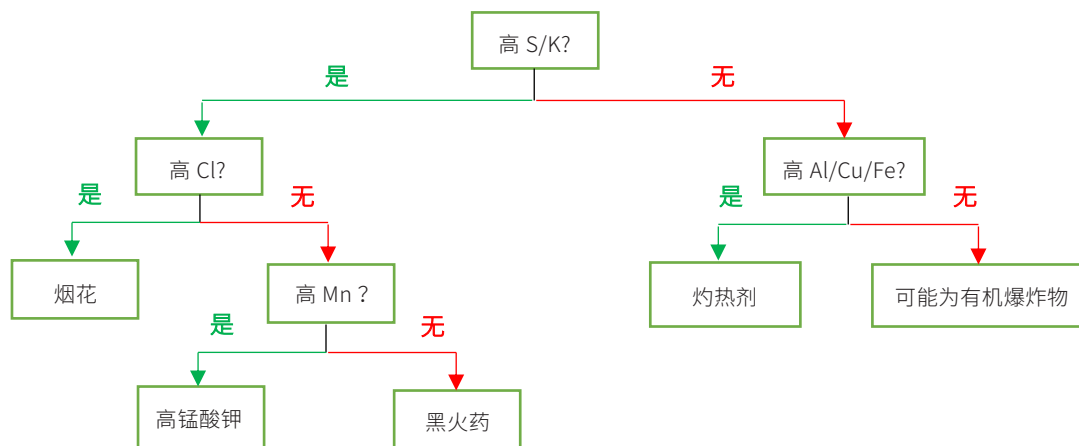 高 S/K?
是
无
高 Cl?
高 Al/Cu/Fe?
是
无
是
无
烟花
高 Mn？
灼热剂
可能为有机爆炸物
是
无
高锰酸钾
黑火药